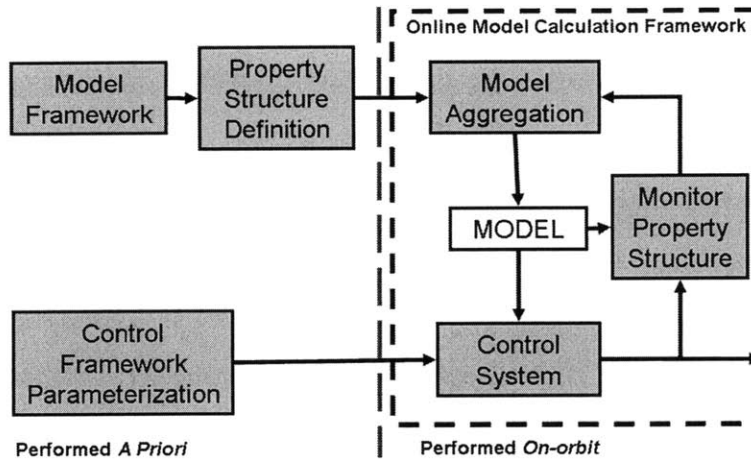 Online Model Calculation Framework
Model
Framework
Property
Structure
Definition
Model
Aggregation
MODEL
Monitor
Property
Structure
Control
Framework
Parameterization
Control
System
Performed A Priori
Performed On-orbit